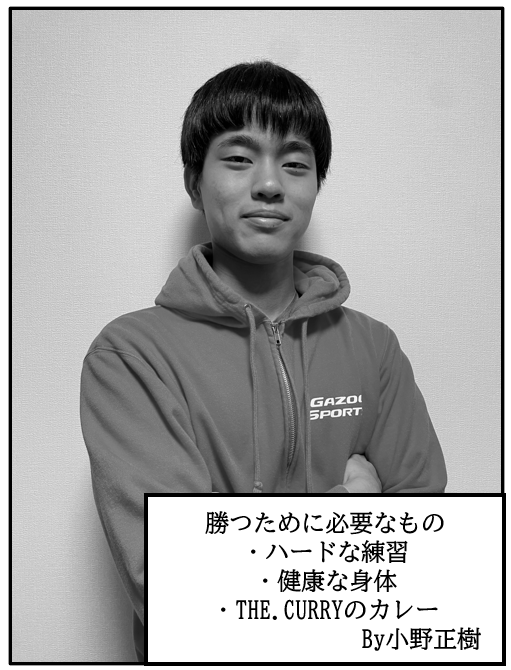 GAZOO
SPORT
勝つために必要なもの
・ハードな練習
・健康な身体
・THE.CURRYのカレー
By小野正樹